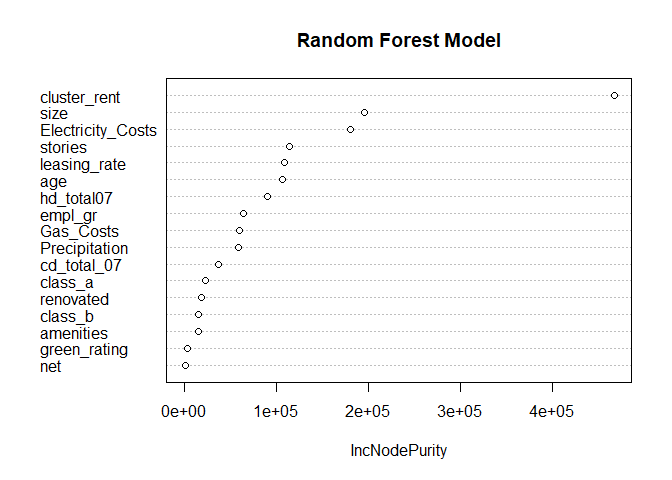 Random Forest Model
cluster_rent
size
Electricity_Costs
stories
leasing_rate
age
hd_total07
empl_gr
Gas_Costs
Precipitation
cd_total_07
class_a
renovated
class_b
amenities
green_rating
net
0e+00 1e+05 2e+05 3e+05 4e+05
IncNodePurity